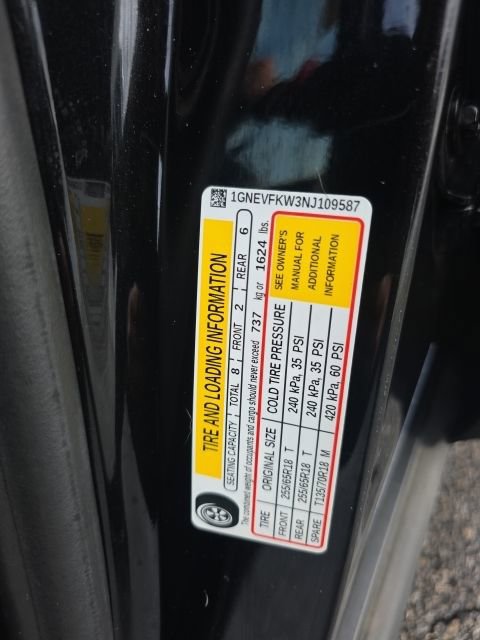 1GNEVFKW3NJ109587
TIRE AND LOADING INFORMATION
SEATING CAPACITY TOTAL 8 FRONT 2 REAR 6
The combined weight of occupants and cargo should never exceed 737 kg or 1624 lbs.
TIRE ORIGINAL SIZE COLD TIRE PRESSURE
FRONT 255/65R18 T 240 kPa, 35 PSI
REAR 255/65R18 T 240 kPa, 35 PSI
SPARE T135/70R18 M 420 kPa, 60 PSI
SEE OWNER'S
MANUAL FOR
ADDITIONAL
INFORMATION